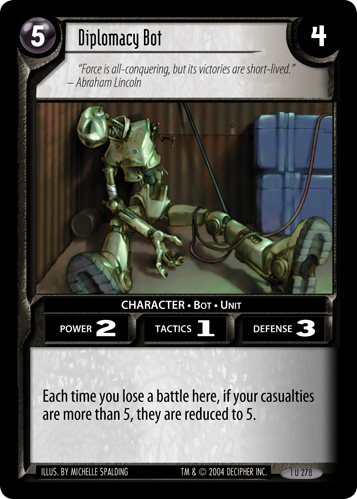 5 Diplomacy Bot 4
“Force is all-conquering, but its victories are short-lived.”
– Abraham Lincoln
CHARACTER • BOT • UNIT
POWER 2 TACTICS 1 DEFENSE 3
Each time you lose a battle here, if your casualties
are more than 5, they are reduced to 5.
ILLUS. BY MICHELLE SPALDING TM & © 2004 DECIPHER INC. 1 U 278